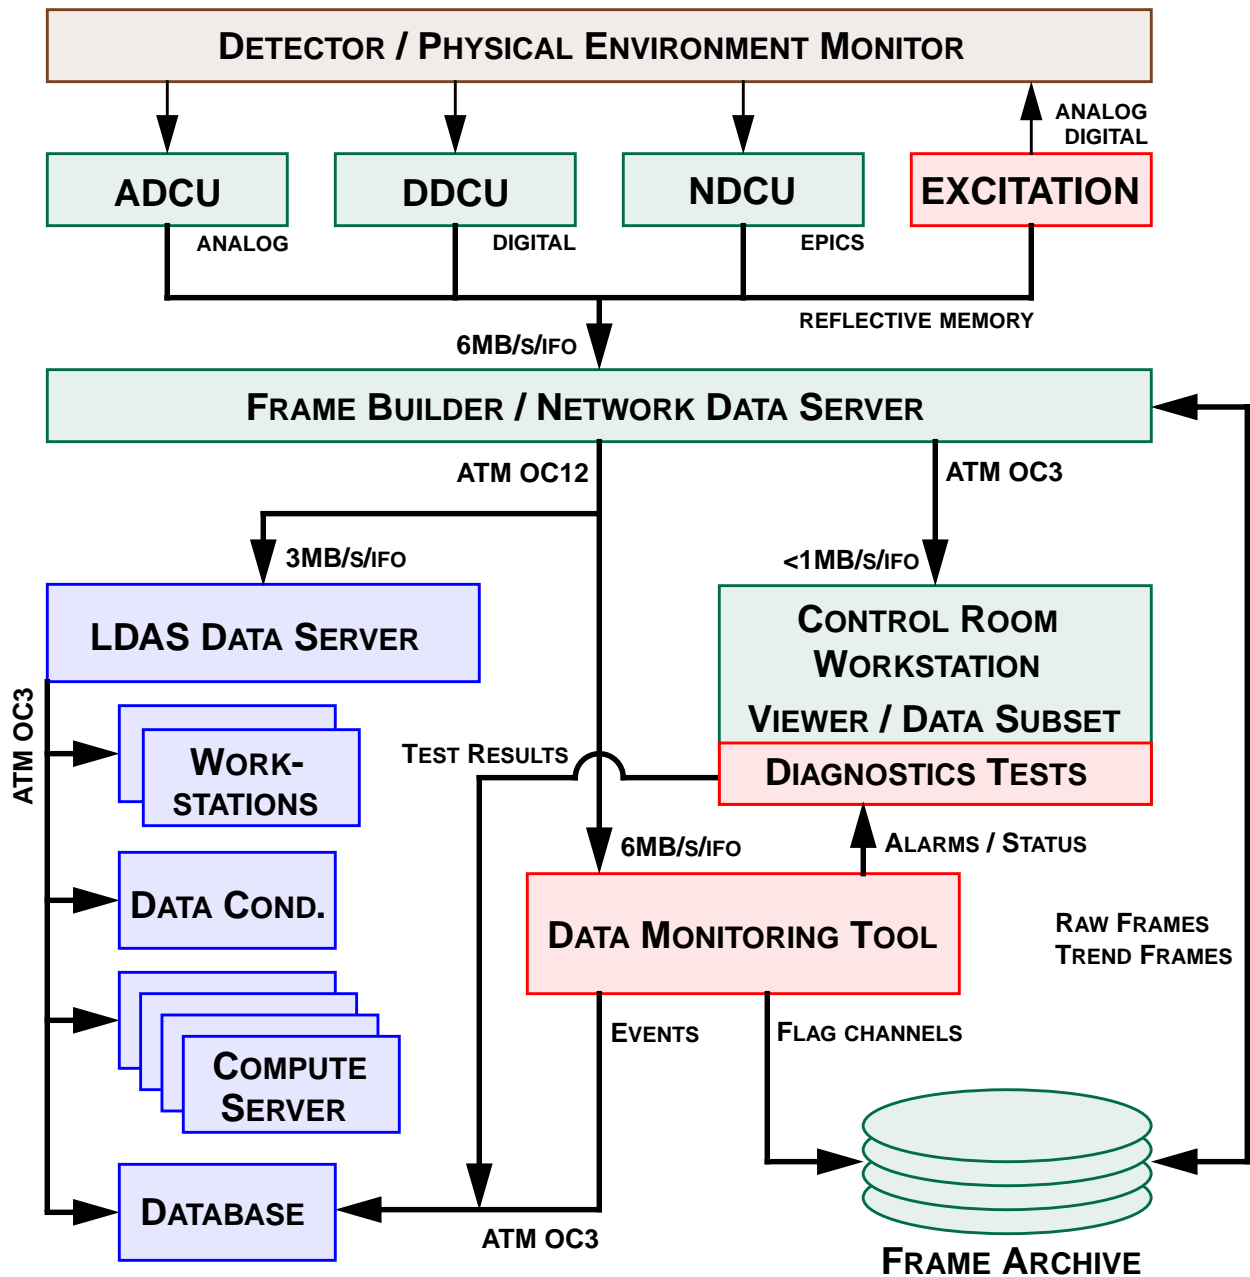 DETECTOR / PHYSICAL ENVIRONMENT MONITOR
ANALOG
DIGITAL
ADCU
DDCU
NDCU
EXCITATION
ANALOG
DIGITAL
EPICS
REFLECTIVE MEMORY
6MB/S/IFO
FRAME BUILDER / NETWORK DATA SERVER
ATM OC12
ATM OC3
3MB/S/IFO
<1MB/S/IFO
LDAS DATA SERVER
CONTROL ROOM
WORKSTATION
VIEWER / DATA SUBSET
DIAGNOSTICS TESTS
ATM OC3
TEST RESULTS
WORK-
STATIONS
6MB/S/IFO
ALARMS / STATUS
DATA COND.
DATA MONITORING TOOL
RAW FRAMES
TREND FRAMES
EVENTS
FLAG CHANNELS
COMPUTE
SERVER
DATABASE
ATM OC3
FRAME ARCHIVE